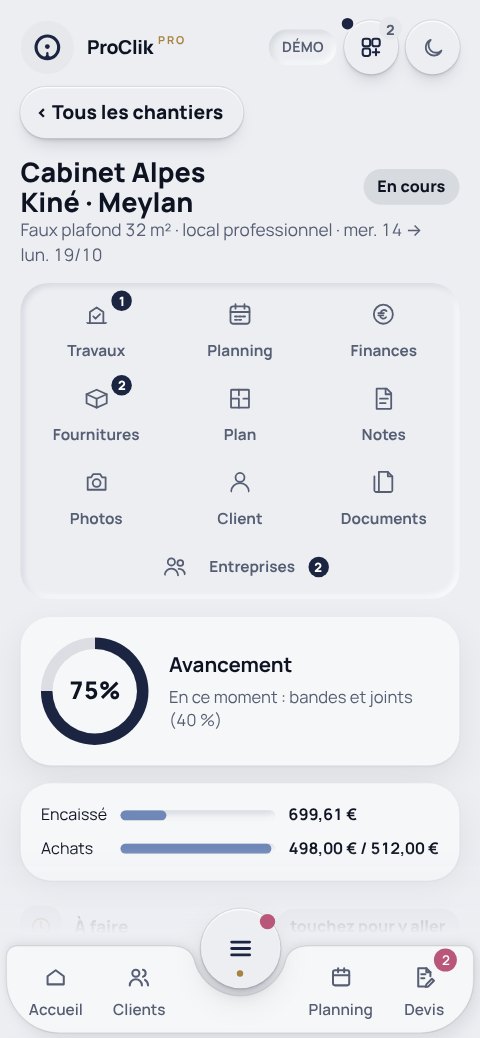 ProClik PRO
DÉMO
2
‹ Tous les chantiers
Cabinet Alpes
Kiné · Meylan
En cours
Faux plafond 32 m² · local professionnel · mer. 14 →
lun. 19/10
1
Travaux
Planning
Finances
2
Fournitures
Plan
Notes
Photos
Client
Documents
Entreprises 2
75%
Avancement
En ce moment : bandes et joints
(40 %)
Encaissé 699,61 €
Achats 498,00 € / 512,00 €
À faire
touchez pour y aller
2
Accueil
Clients
Planning
Devis